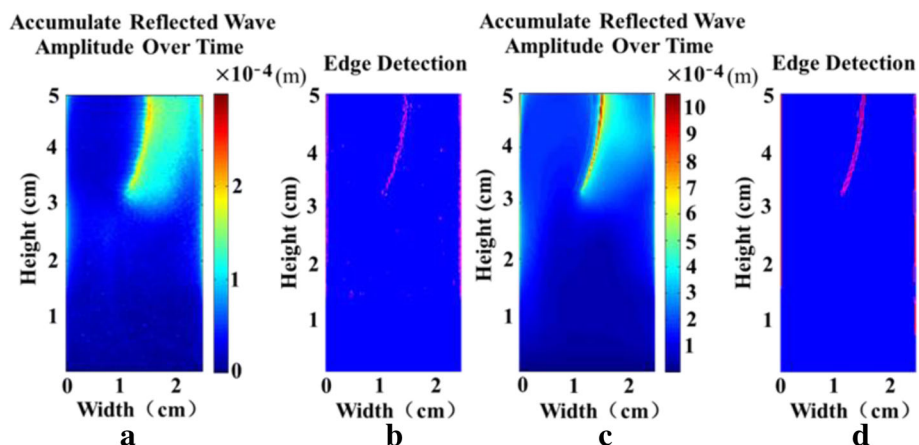 Accumulate Reflected Wave
Amplitude Over Time
×10⁻⁴ (m)
5
4
3
2
1
Height (cm)
0 1 2
Width (cm)
2
1
0
a
Edge Detection
5
4
3
2
1
Height (cm)
0 1 2
Width (cm)
b
Accumulate Reflected Wave
Amplitude Over Time
×10⁻⁴ (m)
5
4
3
2
1
Height (cm)
0 1 2
Width (cm)
10
9
8
7
6
5
4
3
2
1
c
Edge Detection
5
4
3
2
1
Height (cm)
0 1 2
Width (cm)
d